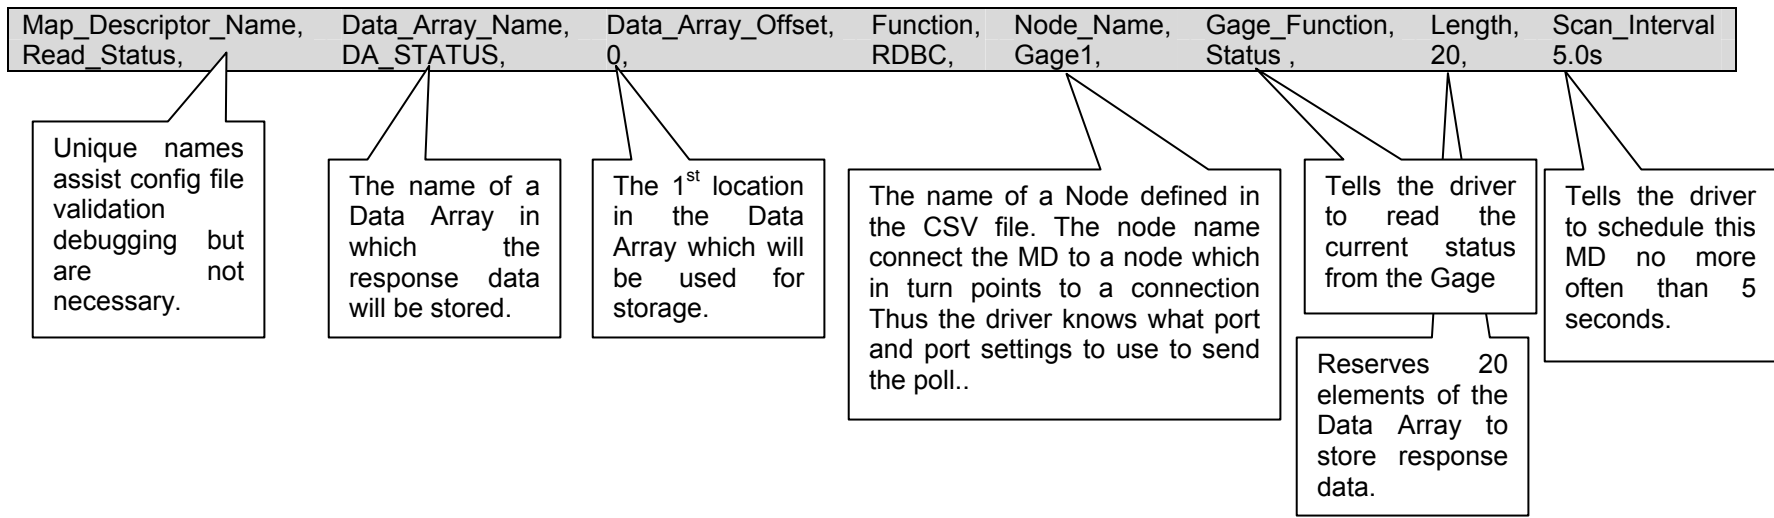 Map_Descriptor_Name, Data_Array_Name, Data_Array_Offset, Function, Node_Name, Gage_Function, Length, Scan_Interval
Read_Status, DA_STATUS, 0, RDBC, Gage1, Status , 20, 5.0s
Unique names
assist config file
validation
debugging but
are not
necessary.
The name of a
Data Array in
which the
response data
will be stored.
The 1st location
in the Data
Array which will
be used for
storage.
The name of a Node defined in
the CSV file. The node name
connect the MD to a node which
in turn points to a connection
Thus the driver knows what port
and port settings to use to send
the poll..
Tells the driver
to read the
current status
from the Gage
Reserves 20
elements of the
Data Array to
store response
data.
Tells the driver
to schedule this
MD no more
often than 5
seconds.